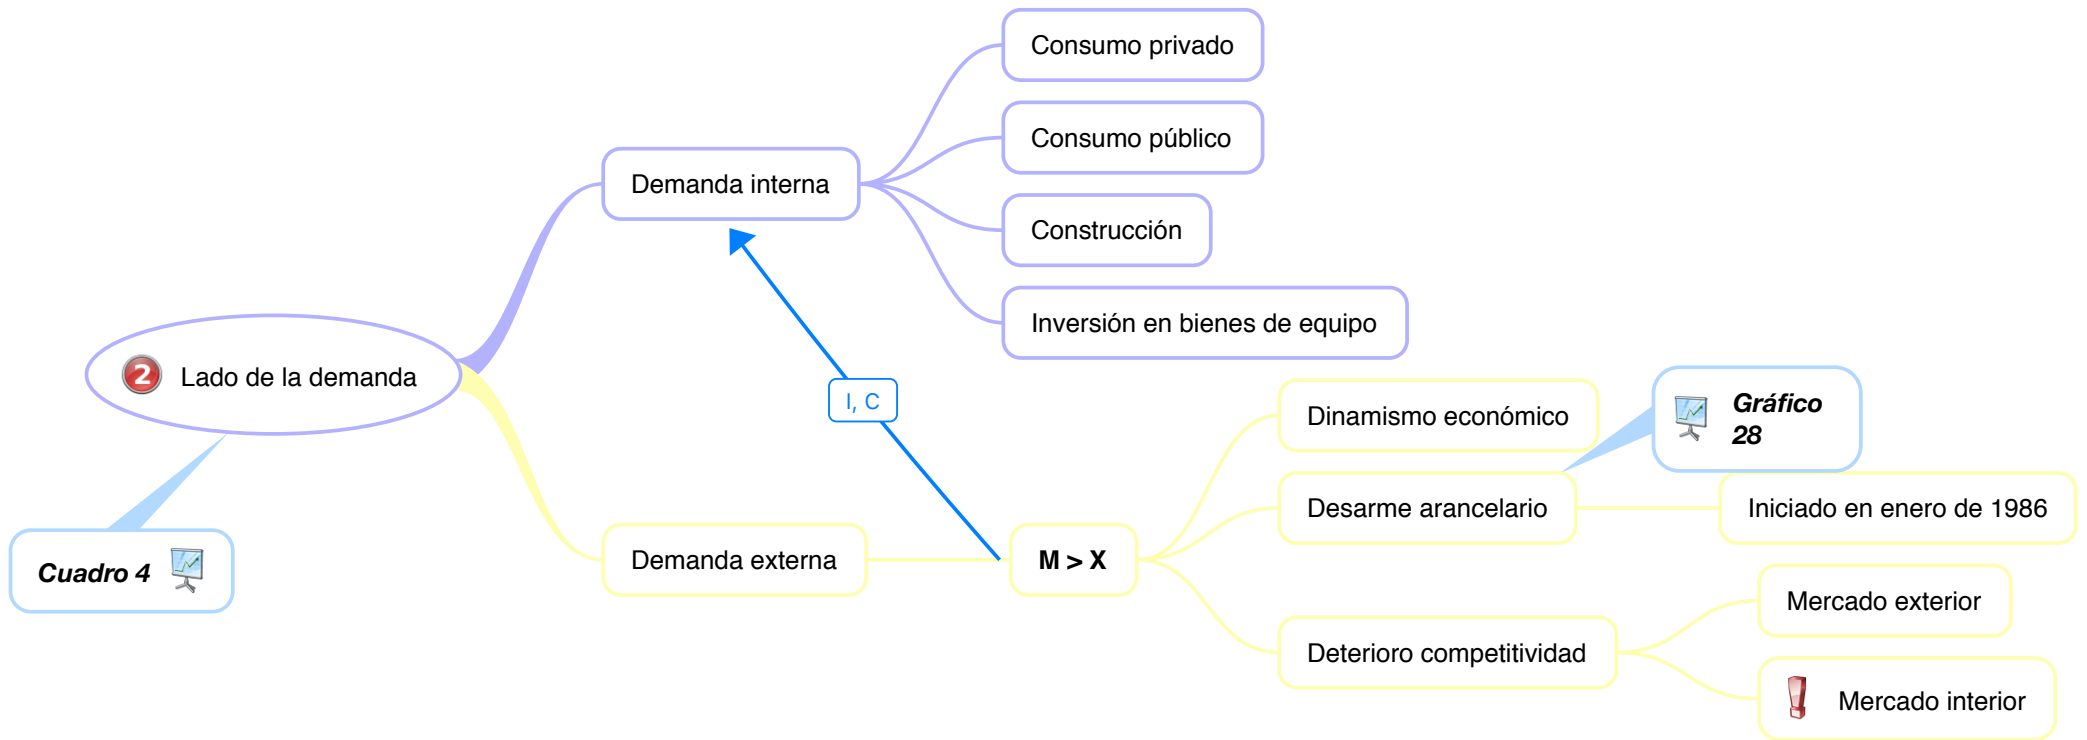 Consumo privado
Consumo público
Demanda interna
Construcción
Inversión en bienes de equipo
2 Lado de la demanda
I, C
Dinamismo económico
Gráfico
28
Desarme arancelario
Iniciado en enero de 1986
Cuadro 4
Demanda externa
M > X
Mercado exterior
Deterioro competitividad
Mercado interior